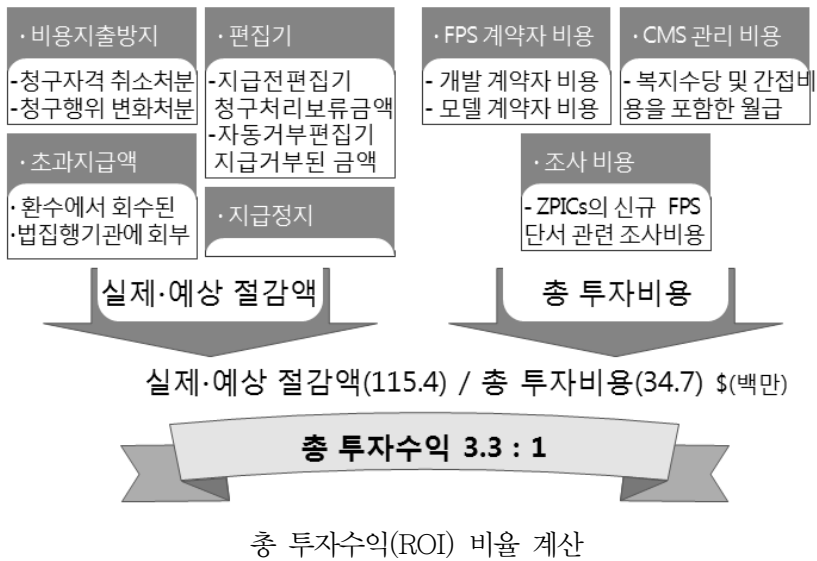 · 비용지출방지
-청구자격 취소처분
-청구행위 변화처분
· 초과지급액
· 환수에서 회수된
·법집행기관에 회부
· 편집기
-지급전편집기
청구처리보류금액
-자동거부편집기
지급거부된 금액
· 지급정지
· FPS 계약자 비용
- 개발 계약자 비용
- 모델 계약자 비용
· CMS 관리 비용
- 복지수당 및 간접비
용을 포함한 월급
· 조사 비용
- ZPICs의 신규 FPS
단서 관련 조사비용
실제·예상 절감액
총 투자비용
실제·예상 절감액(115.4) / 총 투자비용(34.7) $(백만)
총 투자수익 3.3 : 1
총 투자수익(ROI) 비율 계산